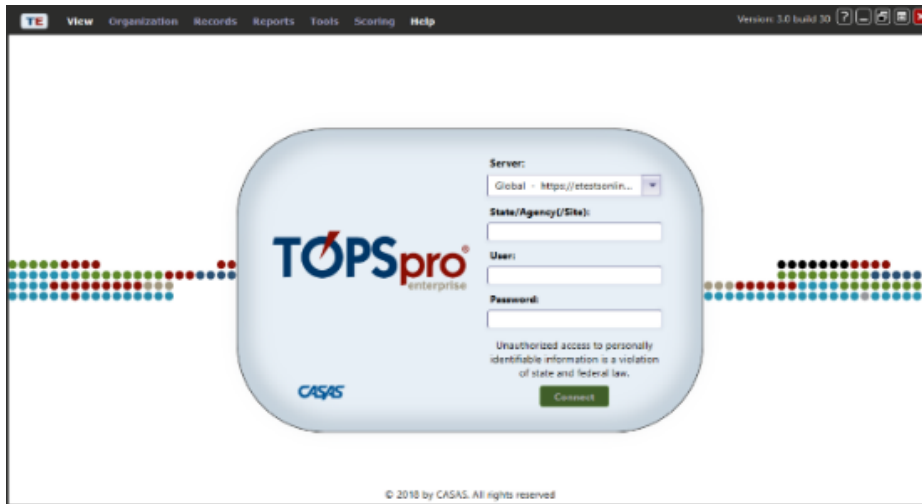 TE View Organization Records Reports Tools Scoring Help Version: 3.0 build 30 ?
Server:
Global - https://etestsonlin...
State/Agency(/Site):
User:
Password:
TOPSpro®
enterprise
Unauthorized access to personally
identifiable information is a violation
of state and federal law.
CASAS
Connect
© 2018 by CASAS. All rights reserved